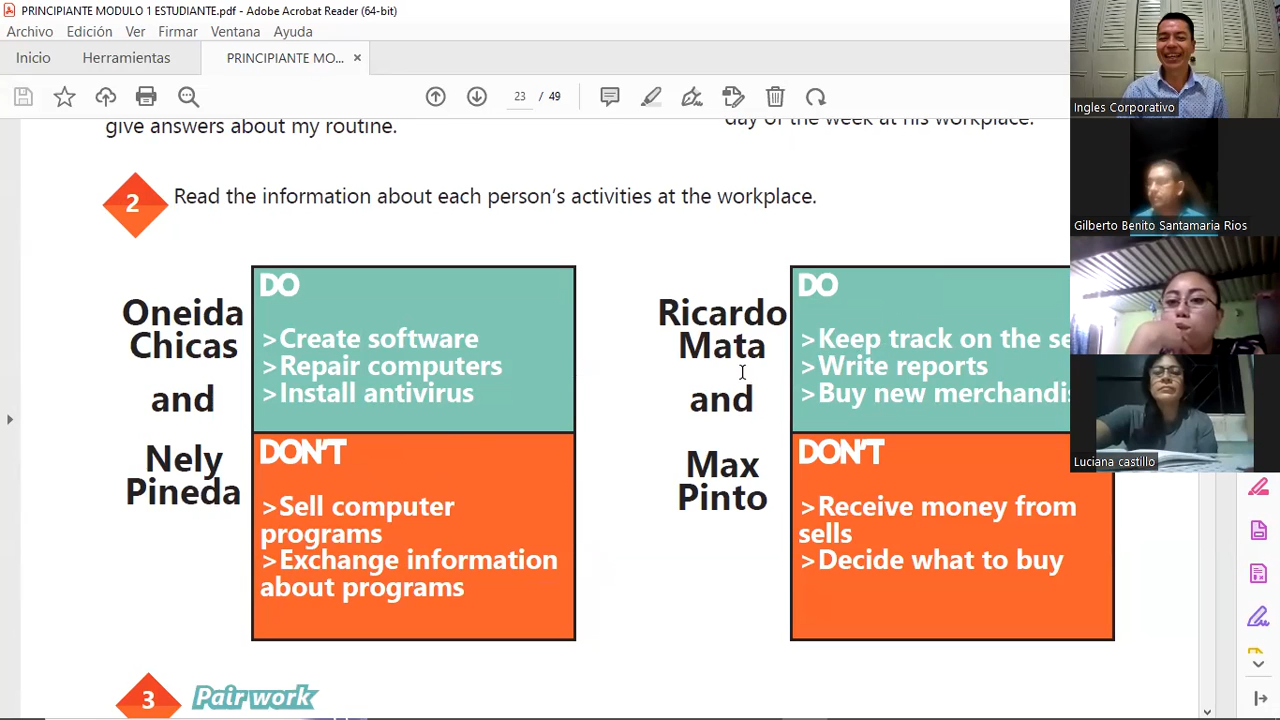 PRINCIPIANTE MODULO 1 ESTUDIANTE.pdf - Adobe Acrobat Reader (64-bit)
Archivo Edición Ver Firmar Ventana Ayuda
Inicio Herramientas PRINCIPIANTE MO... ×
23 / 49
give answers about my routine.
day of the week at his workplace.
2 Read the information about each person's activities at the workplace.
Oneida
Chicas
and
Nely
Pineda
DO
>Create software
>Repair computers
>Install antivirus
DON'T
>Sell computer
programs
>Exchange information
about programs
Ricardo
Mata
and
Max
Pinto
DO
>Keep track on the se
>Write reports
>Buy new merchandis
DON'T
>Receive money from
sells
>Decide what to buy
3 Pair work
Ingles Corporativo
Gilberto Benito Santamaria Rios
Luciana castillo